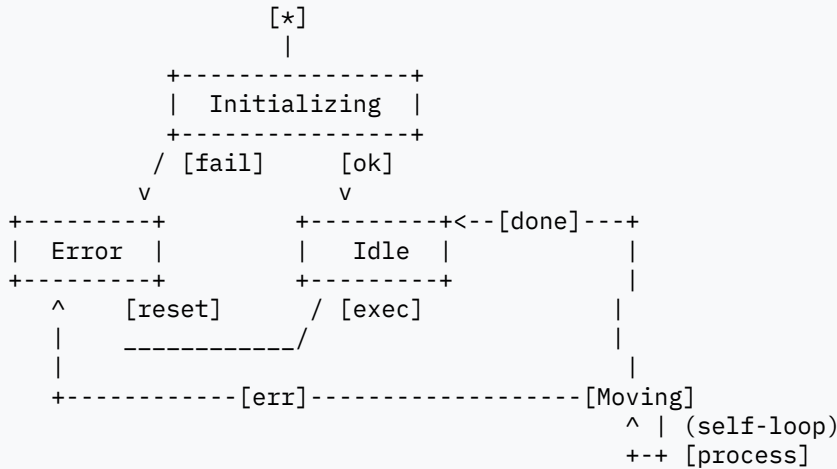 [*]
Initializing
[fail] [ok]
[done]
Error Idle
[reset] [exec]
[err] [Moving]
(self-loop)
[process]